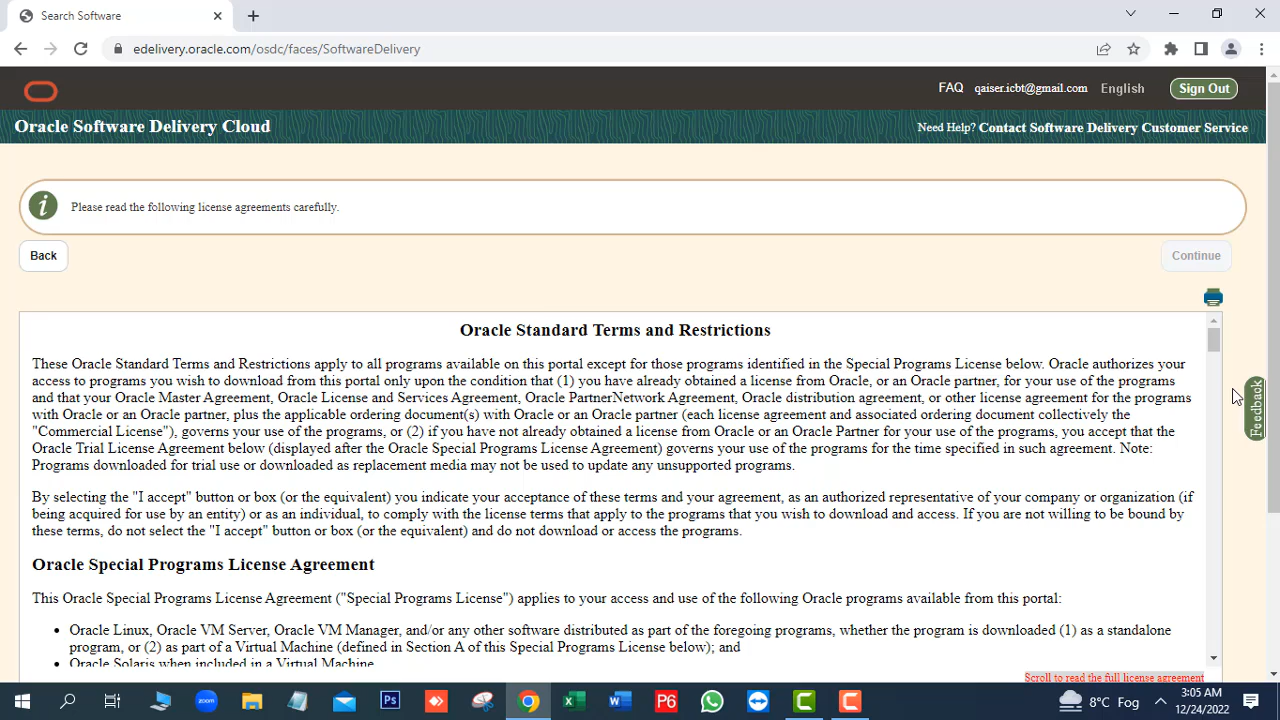 Search Software
edelivery.oracle.com/osdc/faces/SoftwareDelivery
FAQ qaiser.icbt@gmail.com English Sign Out
Oracle Software Delivery Cloud
Need Help? Contact Software Delivery Customer Service
i Please read the following license agreements carefully.
Back
Continue
Oracle Standard Terms and Restrictions
These Oracle Standard Terms and Restrictions apply to all programs available on this portal except for those programs identified in the Special Programs License below. Oracle authorizes your
access to programs you wish to download from this portal only upon the condition that (1) you have already obtained a license from Oracle, or an Oracle partner, for your use of the programs
and that your Oracle Master Agreement, Oracle License and Services Agreement, Oracle PartnerNetwork Agreement, Oracle distribution agreement, or other license agreement for the programs
with Oracle or an Oracle partner, plus the applicable ordering document(s) with Oracle or an Oracle partner (each license agreement and associated ordering document collectively the
"Commercial License"), governs your use of the programs, or (2) if you have not already obtained a license from Oracle or an Oracle Partner for your use of the programs, you accept that the
Oracle Trial License Agreement below (displayed after the Oracle Special Programs License Agreement) governs your use of the programs for the time specified in such agreement. Note:
Programs downloaded for trial use or downloaded as replacement media may not be used to update any unsupported programs.
By selecting the "I accept" button or box (or the equivalent) you indicate your acceptance of these terms and your agreement, as an authorized representative of your company or organization (if
being acquired for use by an entity) or as an individual, to comply with the license terms that apply to the programs that you wish to download and access. If you are not willing to be bound by
these terms, do not select the "I accept" button or box (or the equivalent) and do not download or access the programs.
Oracle Special Programs License Agreement
This Oracle Special Programs License Agreement ("Special Programs License") applies to your access and use of the following Oracle programs available from this portal:
• Oracle Linux, Oracle VM Server, Oracle VM Manager, and/or any other software distributed as part of the foregoing programs, whether the program is downloaded (1) as a standalone
program, or (2) as part of a Virtual Machine (defined in Section A of this Special Programs License below); and
• Oracle Solaris when included in a Virtual Machine
Scroll to read the full license agreement
Feedback
zoom
Ps
P6
8°C Fog
3:05 AM
12/24/2022